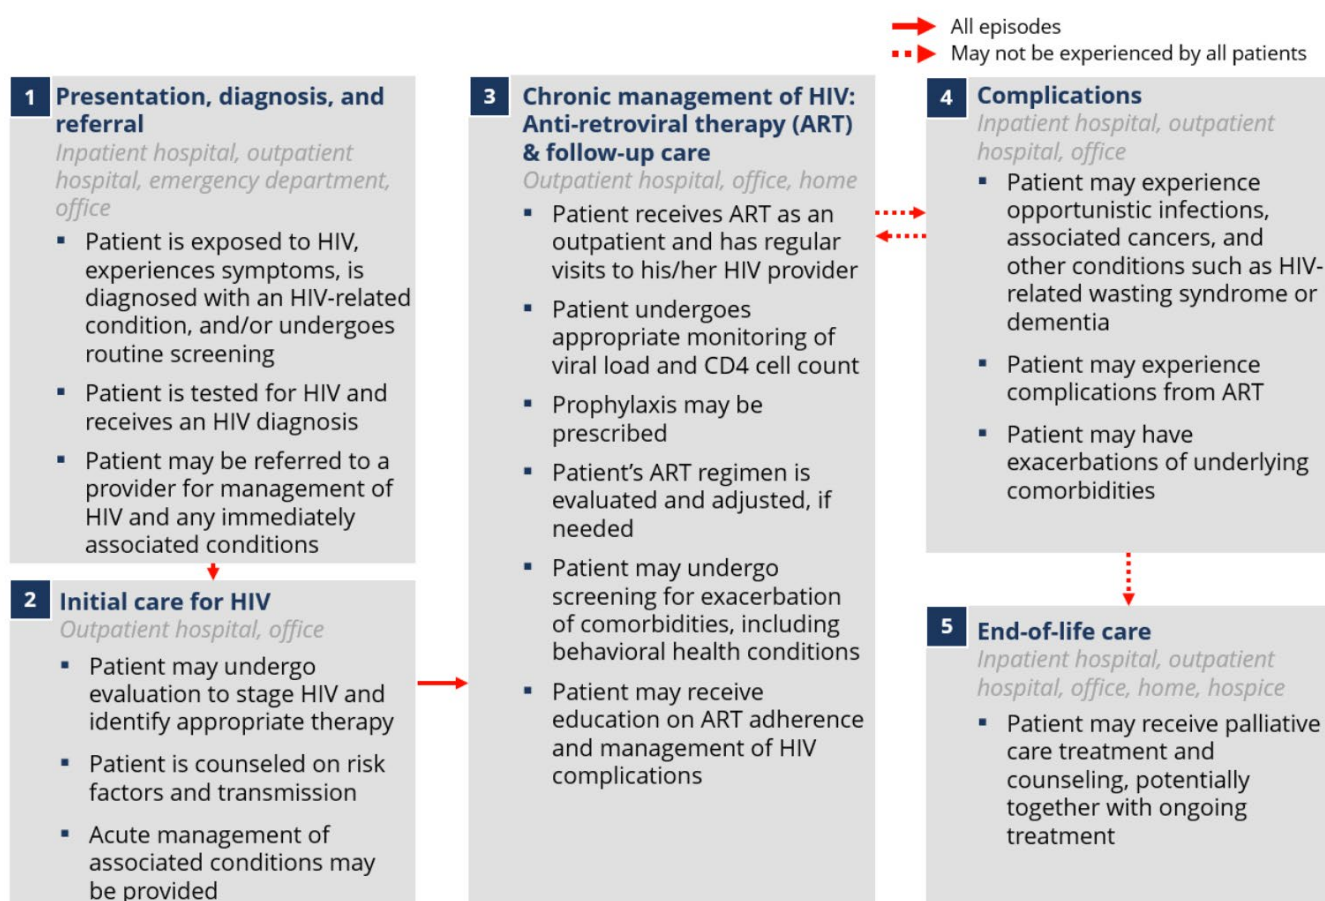 All episodes
May not be experienced by all patients
1 Presentation, diagnosis, and
referral
Inpatient hospital, outpatient
hospital, emergency department,
office
▪ Patient is exposed to HIV,
experiences symptoms, is
diagnosed with an HIV-related
condition, and/or undergoes
routine screening
▪ Patient is tested for HIV and
receives an HIV diagnosis
▪ Patient may be referred to a
provider for management of
HIV and any immediately
associated conditions
2 Initial care for HIV
Outpatient hospital, office
▪ Patient may undergo
evaluation to stage HIV and
identify appropriate therapy
▪ Patient is counseled on risk
factors and transmission
▪ Acute management of
associated conditions may
be provided
3 Chronic management of HIV:
Anti-retroviral therapy (ART)
& follow-up care
Outpatient hospital, office, home
▪ Patient receives ART as an
outpatient and has regular
visits to his/her HIV provider
▪ Patient undergoes
appropriate monitoring of
viral load and CD4 cell count
▪ Prophylaxis may be
prescribed
▪ Patient’s ART regimen is
evaluated and adjusted, if
needed
▪ Patient may undergo
screening for exacerbation
of comorbidities, including
behavioral health conditions
▪ Patient may receive
education on ART adherence
and management of HIV
complications
4 Complications
Inpatient hospital, outpatient
hospital, office
▪ Patient may experience
opportunistic infections,
associated cancers, and
other conditions such as HIV-
related wasting syndrome or
dementia
▪ Patient may experience
complications from ART
▪ Patient may have
exacerbations of underlying
comorbidities
5 End-of-life care
Inpatient hospital, outpatient
hospital, office, home, hospice
▪ Patient may receive palliative
care treatment and
counseling, potentially
together with ongoing
treatment